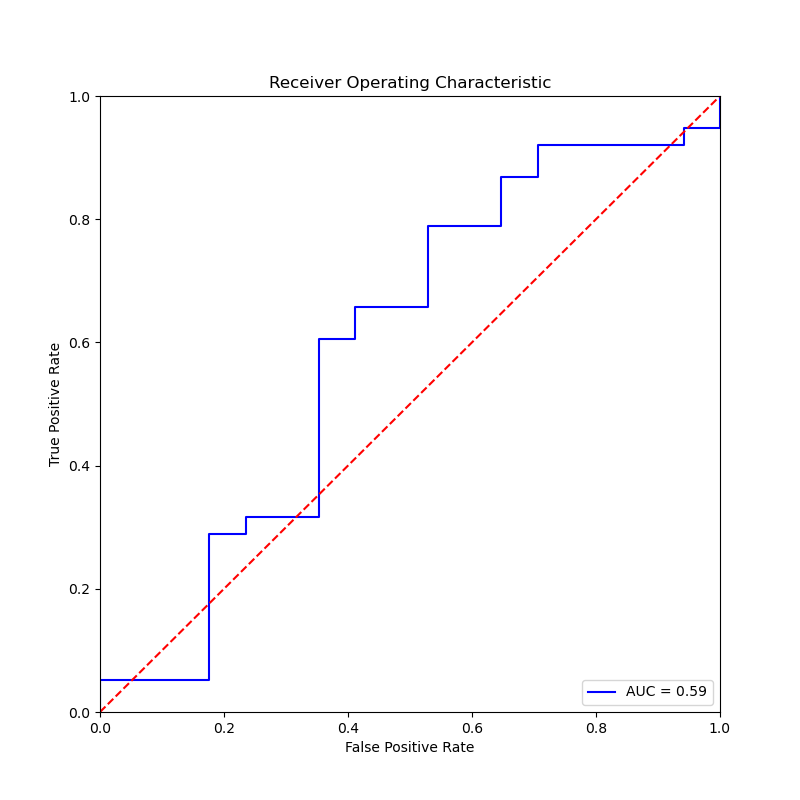 Receiver Operating Characteristic
True Positive Rate
1.0
0.8
0.6
0.4
0.2
0.0
AUC = 0.59
0.0 0.2 0.4 0.6 0.8 1.0
False Positive Rate